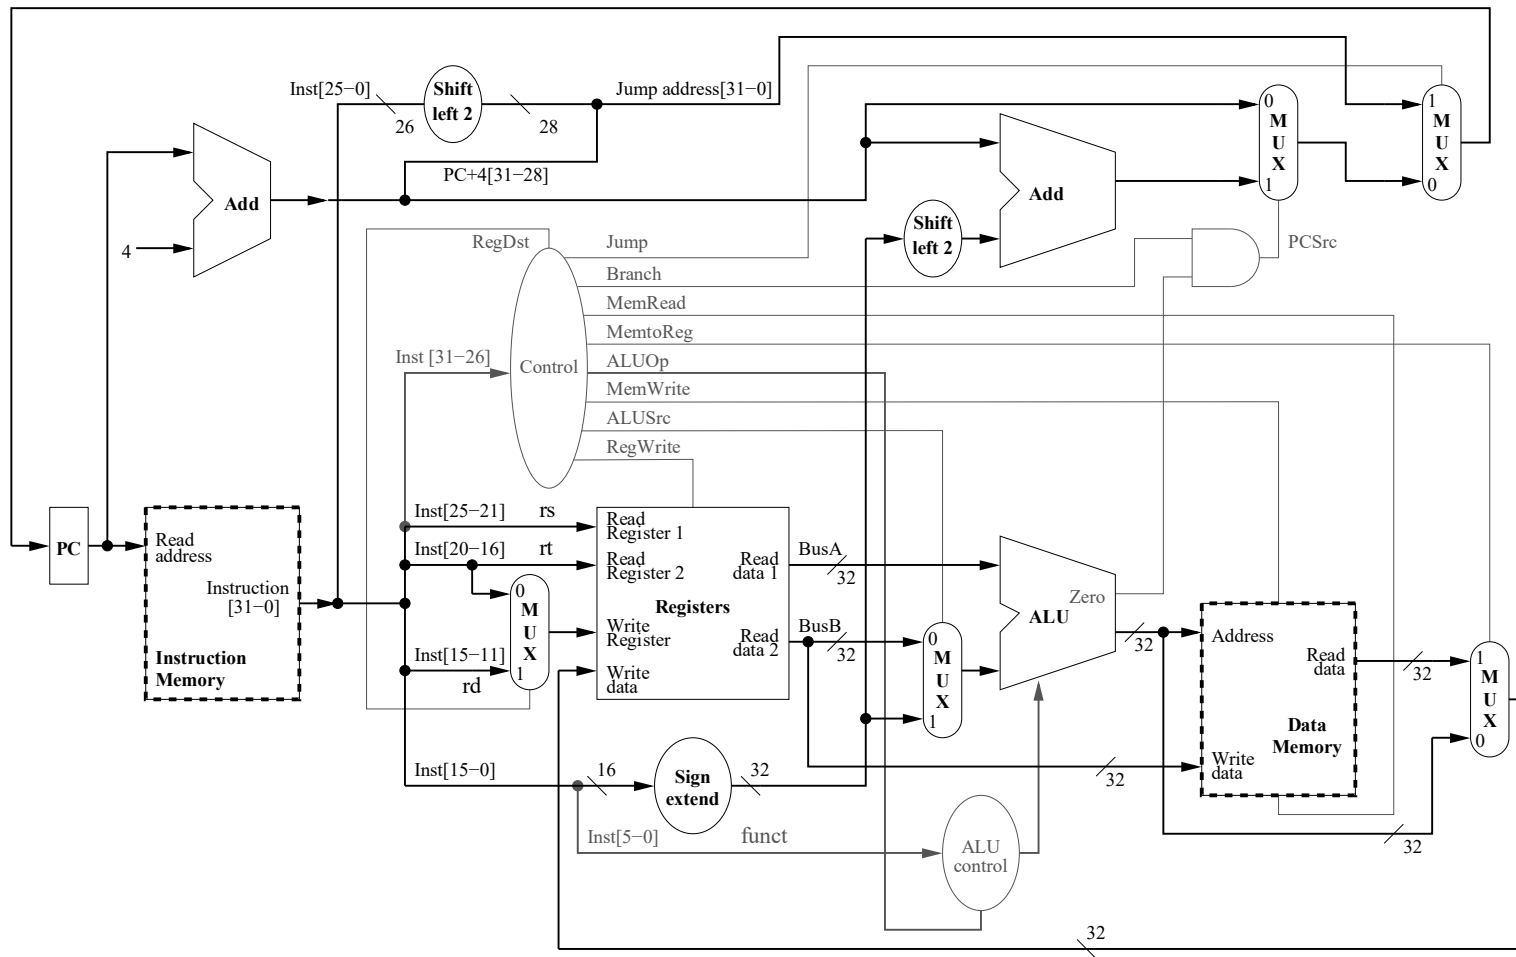 Inst[25−0]
26
Shift
left 2
28
Jump address[31−0]
PC+4[31−28]
Add
4
0
M
U
X
1
1
M
U
X
0
Add
Shift
left 2
PCSrc
RegDst
Jump
Branch
MemRead
MemtoReg
ALUOp
MemWrite
ALUSrc
RegWrite
Inst [31−26]
Control
PC
Read
address
Instruction
[31−0]
Instruction
Memory
Inst[25−21] rs
Inst[20−16] rt
0
M
U
X
1
Inst[15−11]
rd
Read
Register 1
Read
Register 2
Registers
Write
Register
Write
data
Read
data 1
Read
data 2
BusA
32
BusB
32
0
M
U
X
1
Zero
ALU
32
Address
Read
data
Data
Memory
Write
data
32
32
1
M
U
X
0
32
Inst[15−0]
16
Sign
extend
32
Inst[5−0]
funct
ALU
control
32